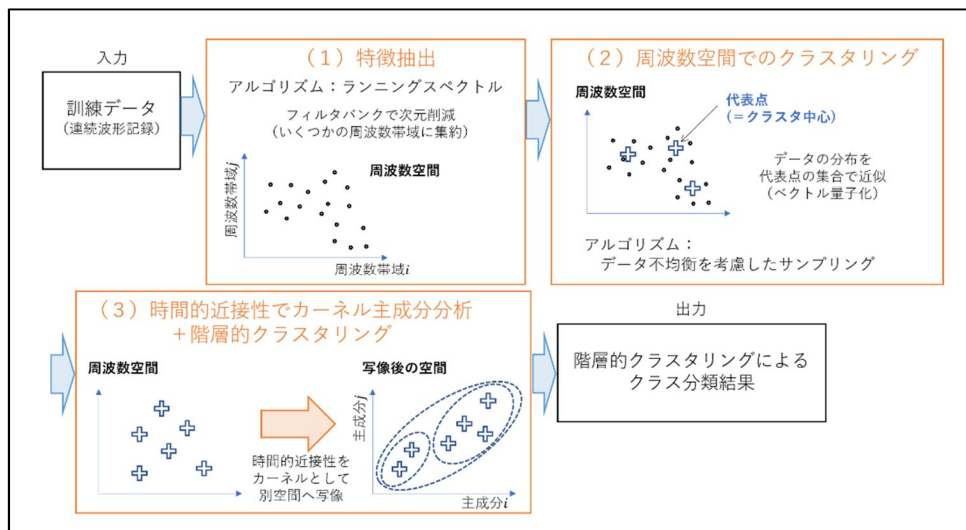 入力
訓練データ
(連続波形記録)
（１）特徴抽出
アルゴリズム：ランニングスペクトル
フィルタバンクで次元削減
(いくつかの周波数帯域に集約)
周波数空間
周波数帯域j
周波数帯域i
（２）周波数空間でのクラスタリング
周波数空間
代表点
(＝クラスタ中心)
データの分布を
代表点の集合で近似
(ベクトル量子化)
アルゴリズム：
データ不均衡を考慮したサンプリング
（３）時間的近接性でカーネル主成分分析
＋階層的クラスタリング
周波数空間
時間的近接性を
カーネルとして
別空間へ写像
写像後の空間
主成分j
主成分i
出力
階層的クラスタリングによる
クラス分類結果